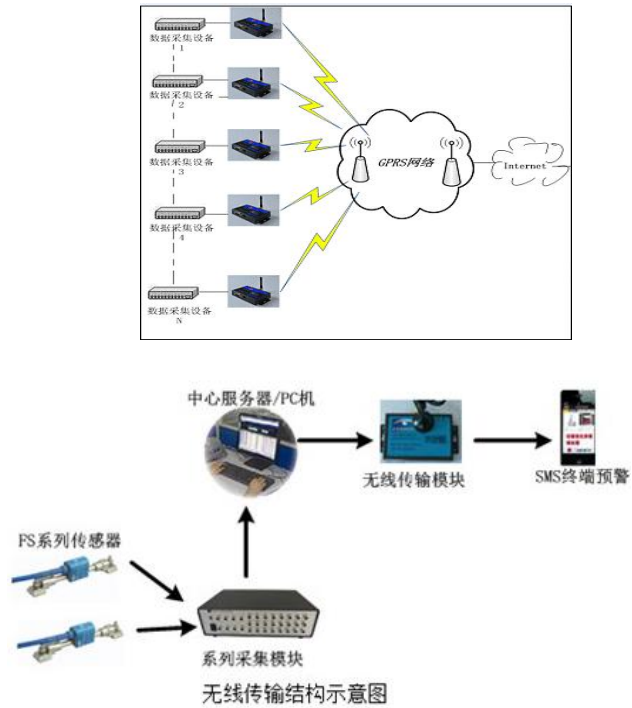 数据采集设备
1
数据采集设备
2
数据采集设备
3
数据采集设备
4
数据采集设备
N
GPRS网络
Internet
中心服务器/PC机
无线传输模块
SMS终端预警
FS系列传感器
系列采集模块
无线传输结构示意图